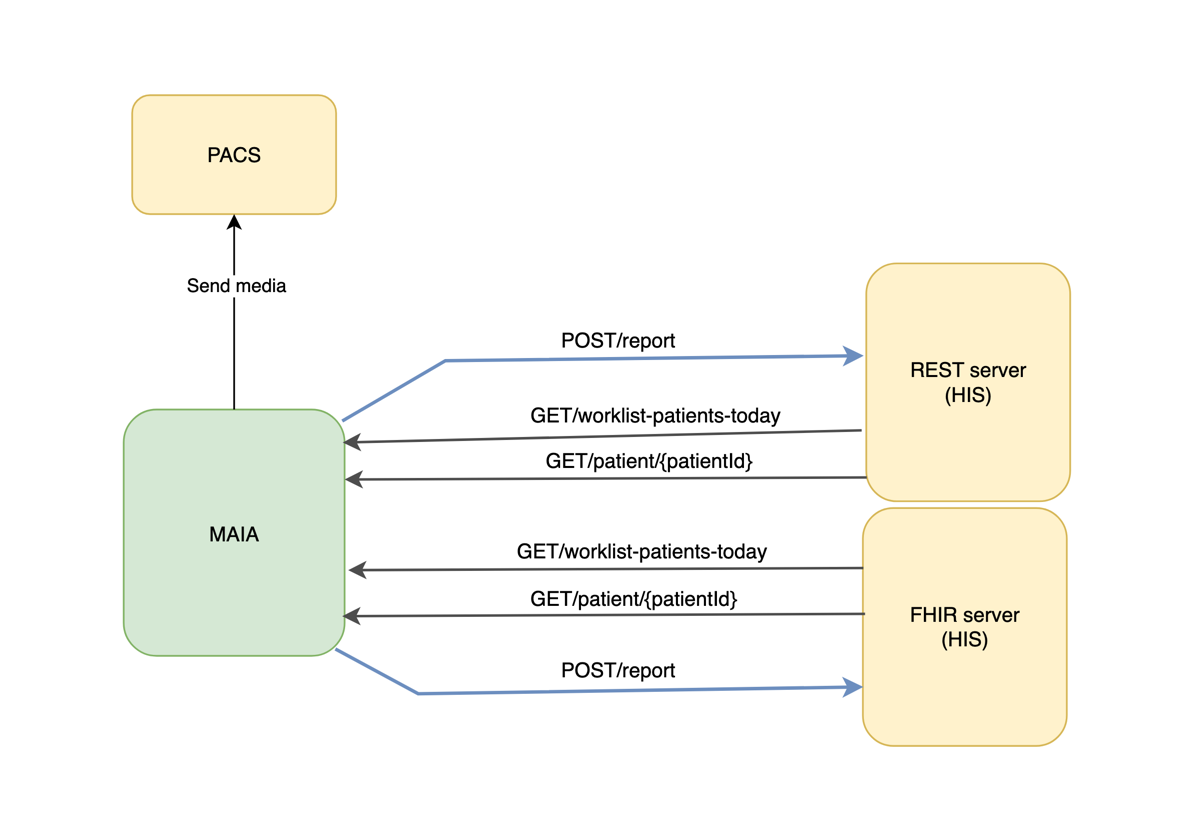 PACS
Send media
POST/report
REST server
(HIS)
GET/worklist-patients-today
GET/patient/{patientId}
MAIA
GET/worklist-patients-today
GET/patient/{patientId}
FHIR server
(HIS)
POST/report